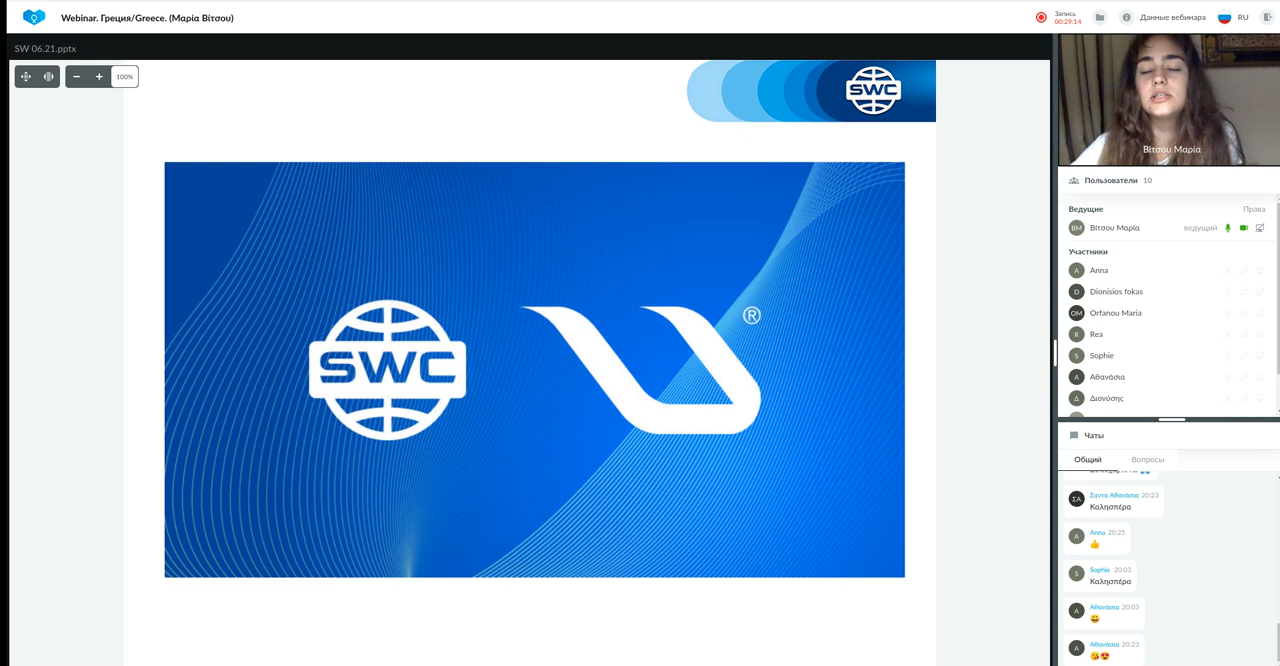 Webinar. Греция/Greece. (Μαρία Βίτσου)
Запись
00:29:14
Данные вебинара
RU
SW 06.21.pptx
100%
SWC
SWC
®
Βίτσου Μαρία
Пользователи 10
Ведущие Права
ΒΜ Βίτσου Μαρία ведущий
Участники
A Anna
D Dionisios fokas
OM Orfanou Maria
R Rea
S Sophie
Α Αθανάσια
Δ Διονύσης
Чаты
Общий Вопросы
ΣΑ Σαντα Αθανάσια 20:23
Καλησπέρα
A Anna 20:25
👍
S Sophie 20:03
Καλησπέρα
Α Αθανάσια 20:03
😀
Α Αθανάσια 20:23
😘😍